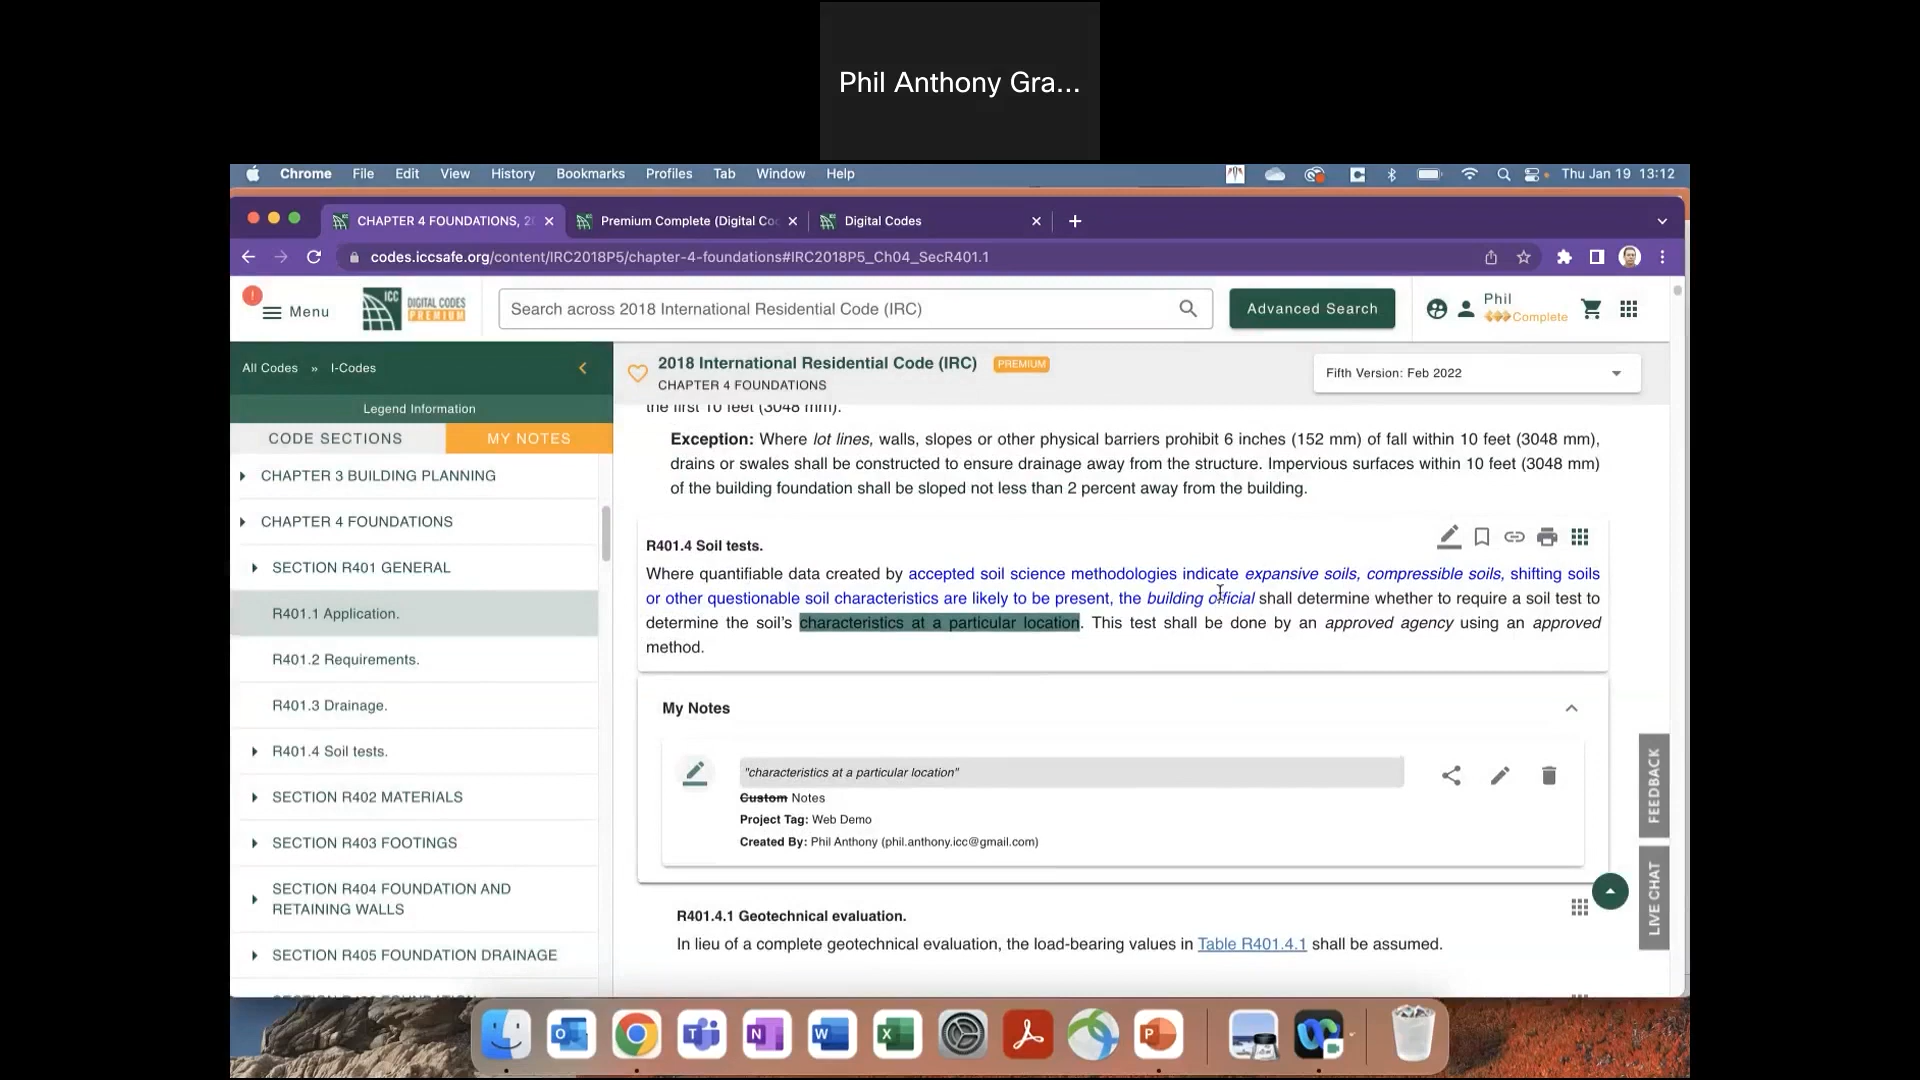 Phil Anthony Gra...
Chrome File Edit View History Bookmarks Profiles Tab Window Help Thu Jan 19 13:12
CHAPTER 4 FOUNDATIONS, 20 Premium Complete (Digital Co Digital Codes
codes.iccsafe.org/content/IRC2018P5/chapter-4-foundations#IRC2018P5_Ch04_SecR401.1
! Menu ICC DIGITAL CODES PREMIUM Search across 2018 International Residential Code (IRC) Advanced Search Phil Complete
All Codes » I-Codes
Legend Information
CODE SECTIONS MY NOTES
CHAPTER 3 BUILDING PLANNING
CHAPTER 4 FOUNDATIONS
SECTION R401 GENERAL
R401.1 Application.
R401.2 Requirements.
R401.3 Drainage.
R401.4 Soil tests.
SECTION R402 MATERIALS
SECTION R403 FOOTINGS
SECTION R404 FOUNDATION AND
RETAINING WALLS
SECTION R405 FOUNDATION DRAINAGE
2018 International Residential Code (IRC) PREMIUM
CHAPTER 4 FOUNDATIONS
Fifth Version: Feb 2022
the first 10 feet (3048 mm).
Exception: Where lot lines, walls, slopes or other physical barriers prohibit 6 inches (152 mm) of fall within 10 feet (3048 mm),
drains or swales shall be constructed to ensure drainage away from the structure. Impervious surfaces within 10 feet (3048 mm)
of the building foundation shall be sloped not less than 2 percent away from the building.
R401.4 Soil tests.
Where quantifiable data created by accepted soil science methodologies indicate expansive soils, compressible soils, shifting soils
or other questionable soil characteristics are likely to be present, the building official shall determine whether to require a soil test to
determine the soil's characteristics at a particular location. This test shall be done by an approved agency using an approved
method.
My Notes
"characteristics at a particular location"
Custom Notes
Project Tag: Web Demo
Created By: Phil Anthony (phil.anthony.icc@gmail.com)
R401.4.1 Geotechnical evaluation.
In lieu of a complete geotechnical evaluation, the load-bearing values in Table R401.4.1 shall be assumed.
FEEDBACK
LIVE CHAT